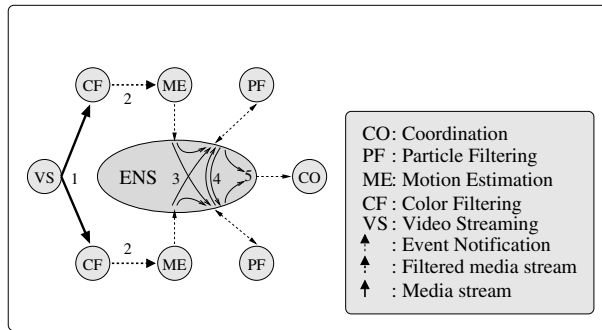 CF
2
ME
PF
VS
1
ENS
3
4
5
CO
CF
2
ME
PF
CO: Coordination
PF : Particle Filtering
ME: Motion Estimation
CF : Color Filtering
VS : Video Streaming
: Event Notification
: Filtered media stream
: Media stream